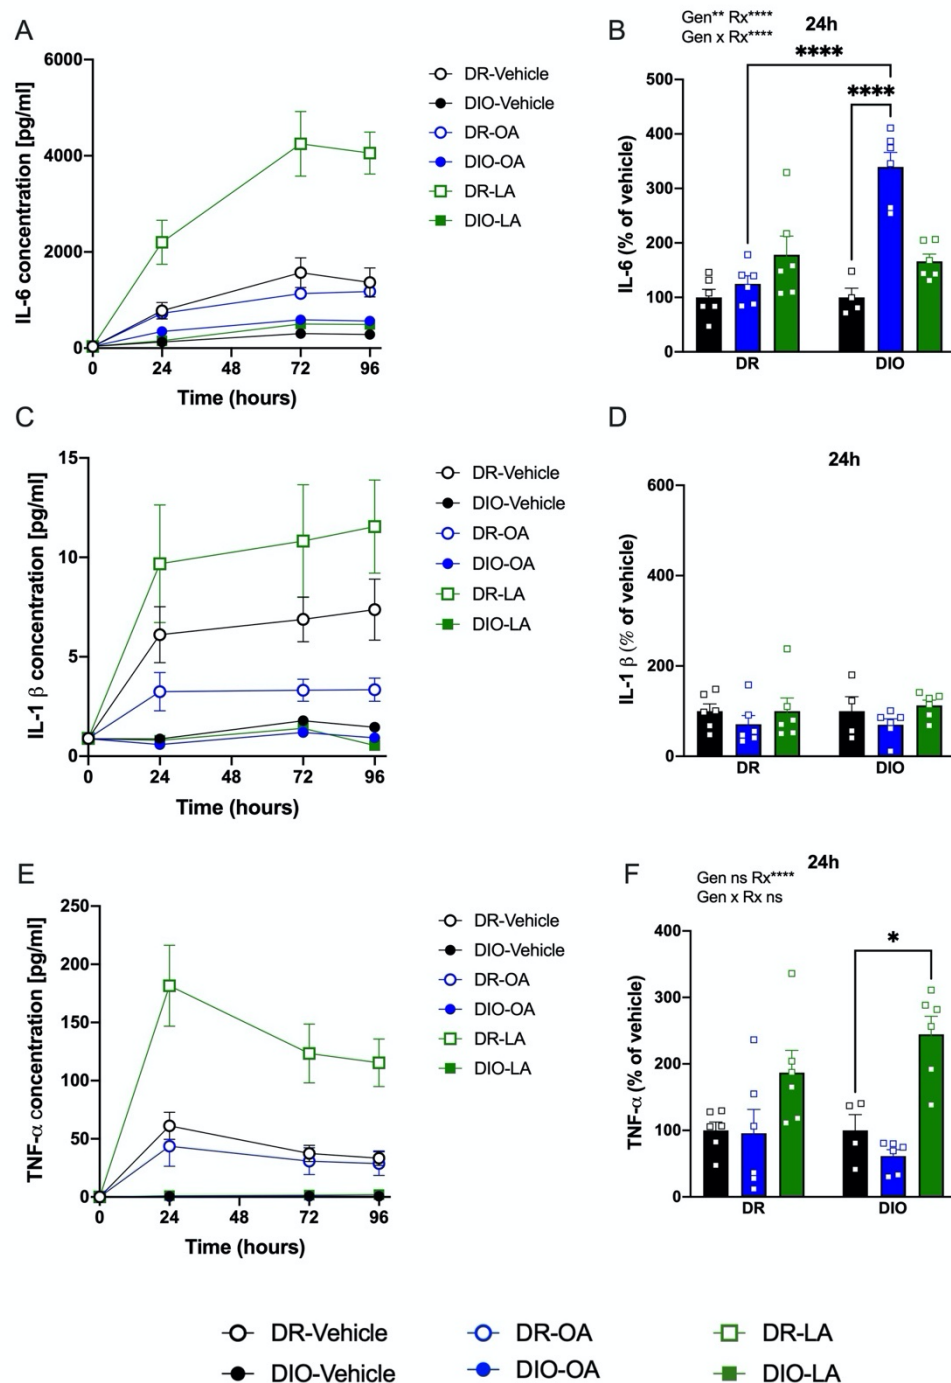 A
6000
4000
2000
0
IL-6 concentration [pg/ml]
0 24 48 72 96
Time (hours)
DR-Vehicle
DIO-Vehicle
DR-OA
DIO-OA
DR-LA
DIO-LA
B
Gen** Rx****
Gen x Rx****
24h
****
****
500
400
300
200
100
0
IL-6 (% of vehicle)
DR DIO
C
15
10
5
0
IL-1 β concentration [pg/ml]
0 24 48 72 96
Time (hours)
DR-Vehicle
DIO-Vehicle
DR-OA
DIO-OA
DR-LA
DIO-LA
D
24h
600
400
200
0
IL-1 β (% of vehicle)
DR DIO
E
250
200
150
100
50
0
TNF-α concentration [pg/ml]
0 24 48 72 96
Time (hours)
DR-Vehicle
DIO-Vehicle
DR-OA
DIO-OA
DR-LA
DIO-LA
F
24h
Gen ns Rx****
Gen x Rx ns
*
400
300
200
100
0
TNF-α (% of vehicle)
DR DIO
DR-Vehicle DR-OA DR-LA
DIO-Vehicle DIO-OA DIO-LA